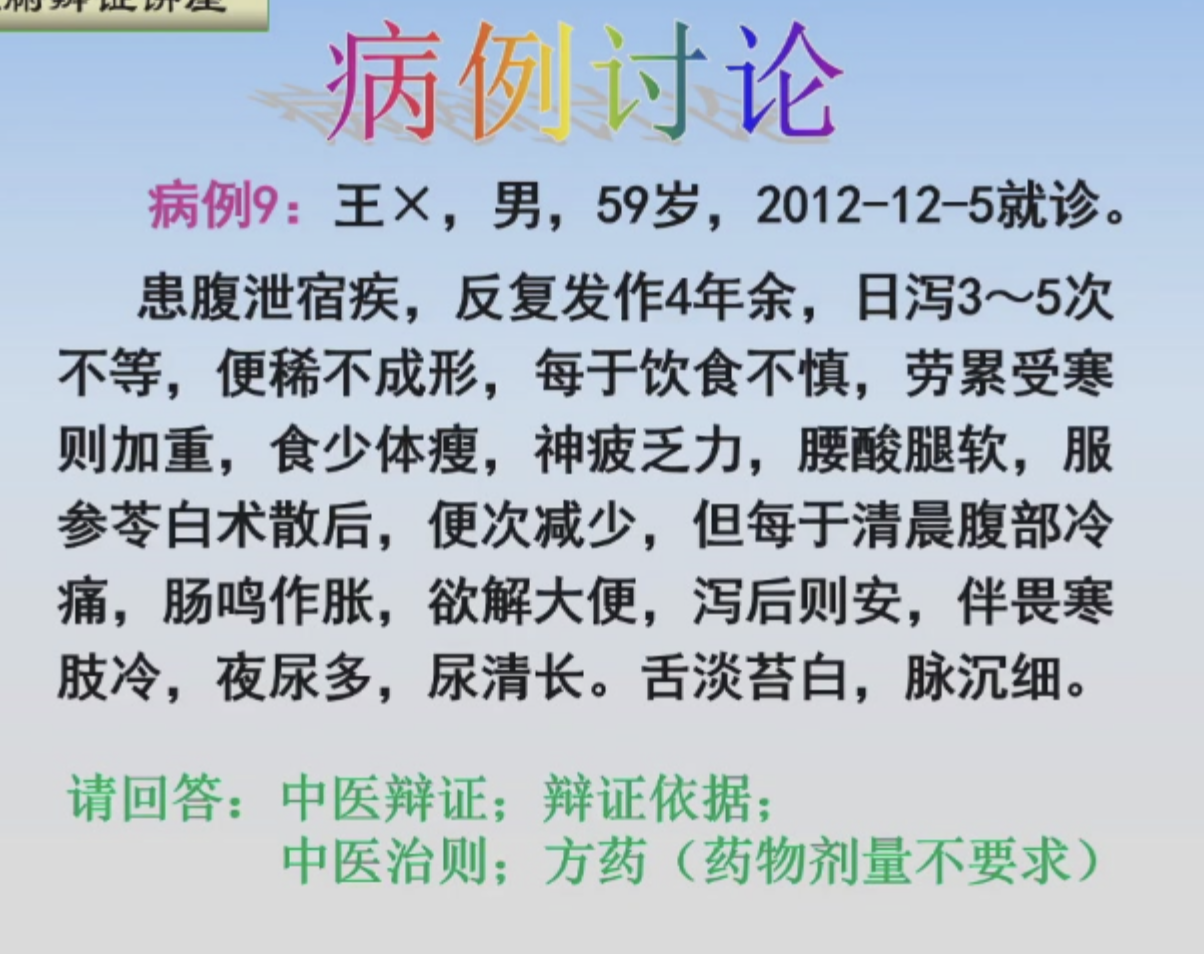 辨证讲座
病例讨论
病例9：王×，男，59岁，2012-12-5就诊。
患腹泄宿疾，反复发作4年余，日泻3～5次
不等，便稀不成形，每于饮食不慎，劳累受寒
则加重，食少体瘦，神疲乏力，腰酸腿软，服
参苓白术散后，便次减少，但每于清晨腹部冷
痛，肠鸣作胀，欲解大便，泻后则安，伴畏寒
肢冷，夜尿多，尿清长。舌淡苔白，脉沉细。
请回答：中医辩证；辩证依据；
中医治则；方药（药物剂量不要求）